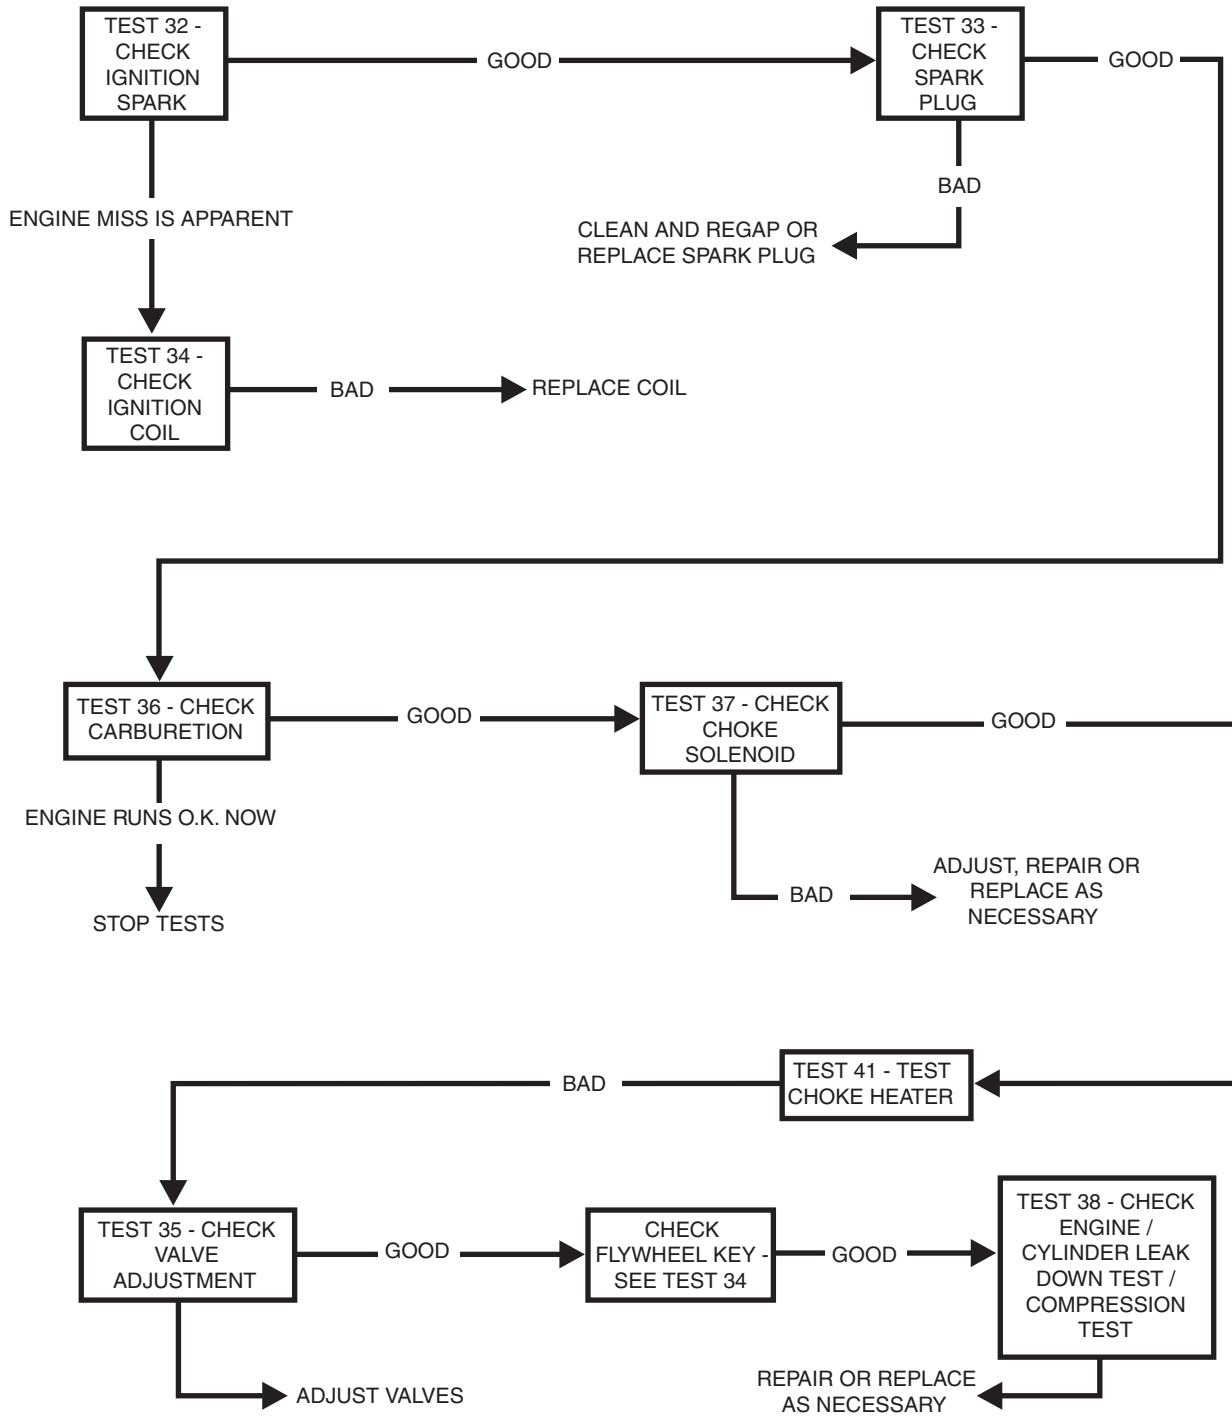 TEST 32 -
CHECK
IGNITION
SPARK
GOOD
TEST 33 -
CHECK
SPARK
PLUG
GOOD
BAD
CLEAN AND REGAP OR
REPLACE SPARK PLUG
ENGINE MISS IS APPARENT
TEST 34 -
CHECK
IGNITION
COIL
BAD
REPLACE COIL
TEST 36 - CHECK
CARBURETION
GOOD
TEST 37 - CHECK
CHOKE
SOLENOID
GOOD
ENGINE RUNS O.K. NOW
STOP TESTS
BAD
ADJUST, REPAIR OR
REPLACE AS
NECESSARY
TEST 41 - TEST
CHOKE HEATER
BAD
TEST 35 - CHECK
VALVE
ADJUSTMENT
GOOD
CHECK
FLYWHEEL KEY -
SEE TEST 34
GOOD
TEST 38 - CHECK
ENGINE /
CYLINDER LEAK
DOWN TEST /
COMPRESSION
TEST
ADJUST VALVES
REPAIR OR REPLACE
AS NECESSARY